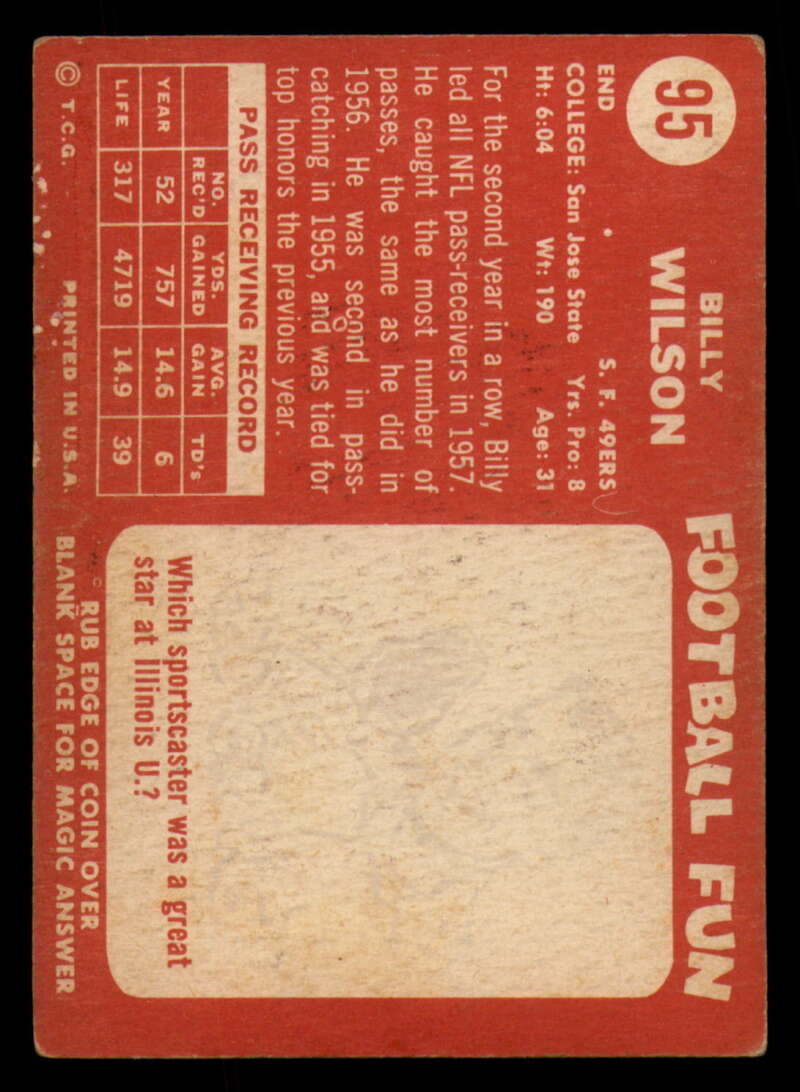 95
BILLY
WILSON
END S. F. 49ERS
COLLEGE: San Jose State Yrs. Pro: 8
Ht: 6:04 Wt: 190 Age: 31
For the second year in a row, Billy
led all NFL pass-receivers in 1957.
He caught the most number of
passes, the same as he did in
1956. He was second in pass-
catching in 1955, and was tied for
top honors the previous year.
PASS RECEIVING RECORD
NO. REC'D YDS. GAINED AVG. GAIN TD's
YEAR 52 757 14.6 6
LIFE 317 4719 14.9 39
© T.C.G. PRINTED IN U.S.A.
FOOTBALL FUN
Which sportscaster was a great
star at Illinois U.?
RUB EDGE OF COIN OVER
BLANK SPACE FOR MAGIC ANSWER